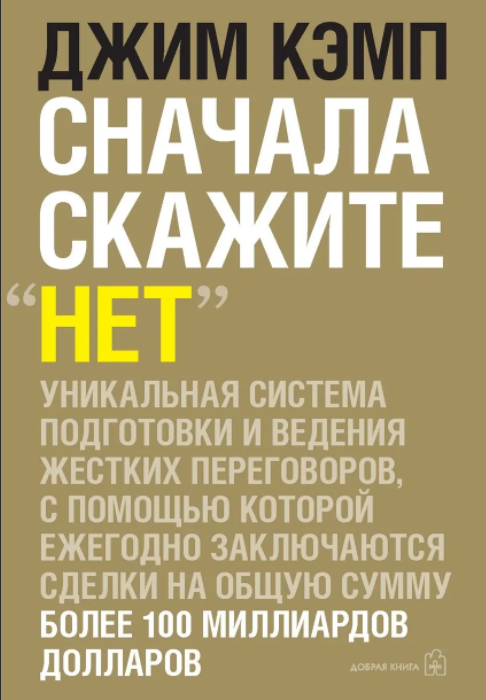 ДЖИМ КЭМП
СНАЧАЛА
СКАЖИТЕ
“НЕТ”
УНИКАЛЬНАЯ СИСТЕМА
ПОДГОТОВКИ И ВЕДЕНИЯ
ЖЕСТКИХ ПЕРЕГОВОРОВ,
С ПОМОЩЬЮ КОТОРОЙ
ЕЖЕГОДНО ЗАКЛЮЧАЮТСЯ
СДЕЛКИ НА ОБЩУЮ СУММУ
БОЛЕЕ 100 МИЛЛИАРДОВ
ДОЛЛАРОВ
ДОБРАЯ КНИГА